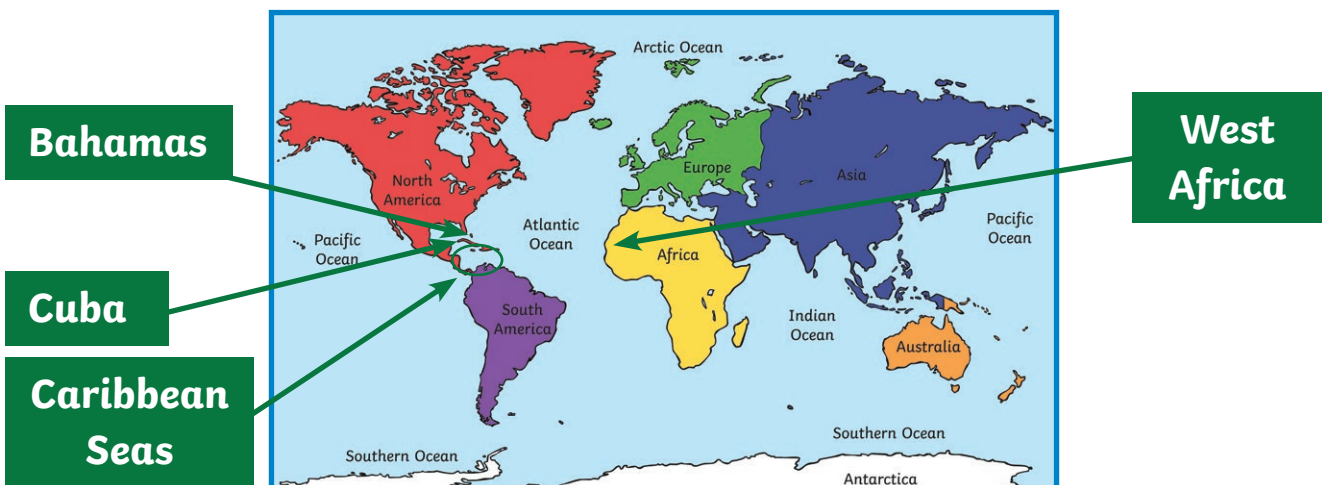 Arctic Ocean
Bahamas
West
Africa
North
America
Europe
Asia
Atlantic
Ocean
Pacific
Ocean
Pacific
Ocean
Africa
Cuba
South
America
Indian
Ocean
Australia
Caribbean
Seas
Southern Ocean
Southern Ocean
Antarctica